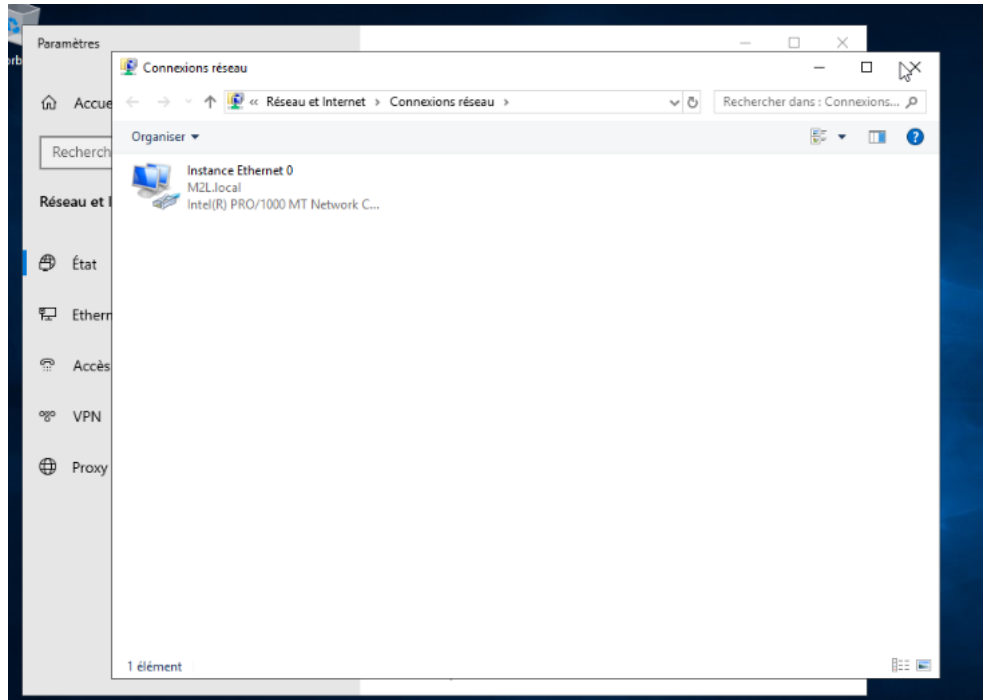 Paramètres
Connexions réseau
Accue
« Réseau et Internet > Connexions réseau >
Rechercher dans : Connexions...
Organiser
Recherch
Instance Ethernet 0
M2L.local
Intel(R) PRO/1000 MT Network C...
Réseau et I
État
Ethern
Accès
VPN
Proxy
1 élément